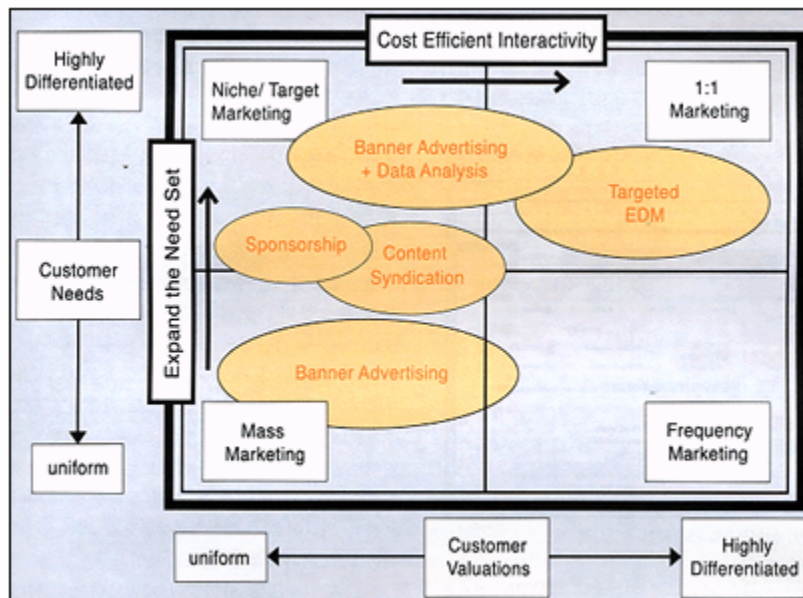 Cost Efficient Interactivity
Highly
Differentiated
Niche/ Target
Marketing
1:1
Marketing
Banner Advertising
+ Data Analysis
Targeted
EDM
Expand the Need Set
Sponsorship
Content
Syndication
Customer
Needs
Banner Advertising
Mass
Marketing
Frequency
Marketing
uniform
uniform
Customer
Valuations
Highly
Differentiated